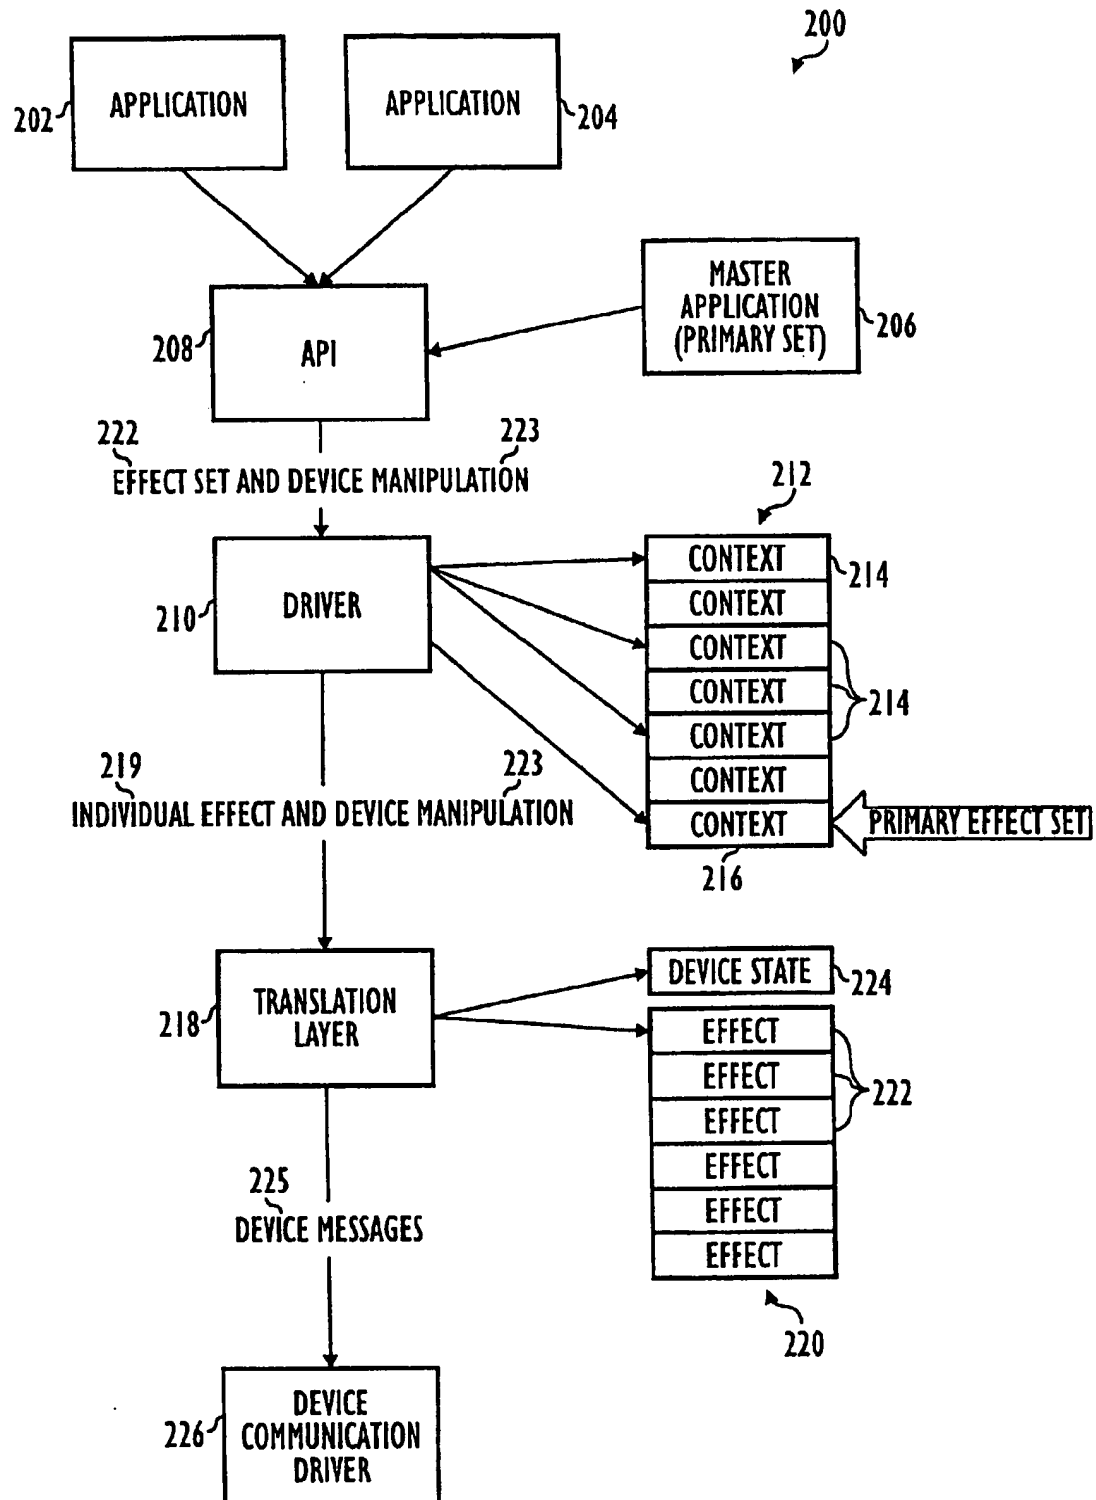 200
APPLICATION
APPLICATION
202
204
MASTER
APPLICATION
(PRIMARY SET)
206
208
API
222
223
EFFECT SET AND DEVICE MANIPULATION
212
CONTEXT
214
CONTEXT
210
DRIVER
CONTEXT
CONTEXT
214
CONTEXT
CONTEXT
219
223
INDIVIDUAL EFFECT AND DEVICE MANIPULATION
CONTEXT
PRIMARY EFFECT SET
216
DEVICE STATE
224
TRANSLATION
LAYER
218
EFFECT
EFFECT
222
EFFECT
EFFECT
225
DEVICE MESSAGES
EFFECT
EFFECT
220
DEVICE
COMMUNICATION
DRIVER
226